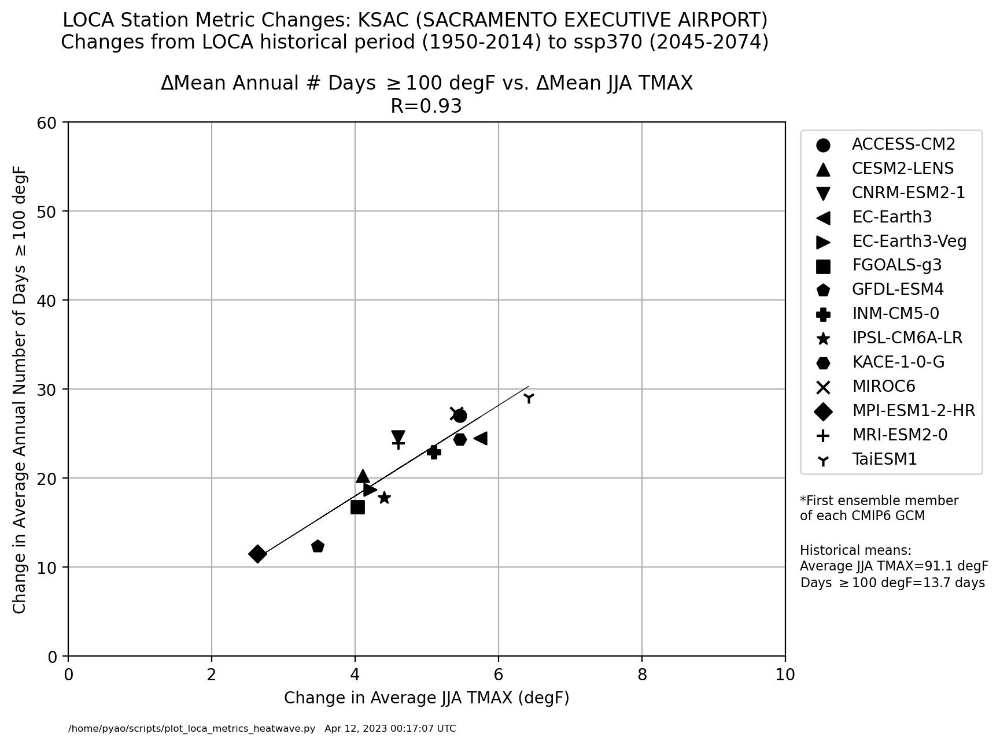 LOCA Station Metric Changes: KSAC (SACRAMENTO EXECUTIVE AIRPORT)
Changes from LOCA historical period (1950-2014) to ssp370 (2045-2074)
ΔMean Annual # Days ≥100 degF vs. ΔMean JJA TMAX
R=0.93
Change in Average Annual Number of Days ≥100 degF
60
50
40
30
20
10
0
0 2 4 6 8 10
Change in Average JJA TMAX (degF)
ACCESS-CM2
CESM2-LENS
CNRM-ESM2-1
EC-Earth3
EC-Earth3-Veg
FGOALS-g3
GFDL-ESM4
INM-CM5-0
IPSL-CM6A-LR
KACE-1-0-G
MIROC6
MPI-ESM1-2-HR
MRI-ESM2-0
TaiESM1
*First ensemble member
of each CMIP6 GCM
Historical means:
Average JJA TMAX=91.1 degF
Days ≥100 degF=13.7 days
/home/pyao/scripts/plot_loca_metrics_heatwave.py Apr 12, 2023 00:17:07 UTC